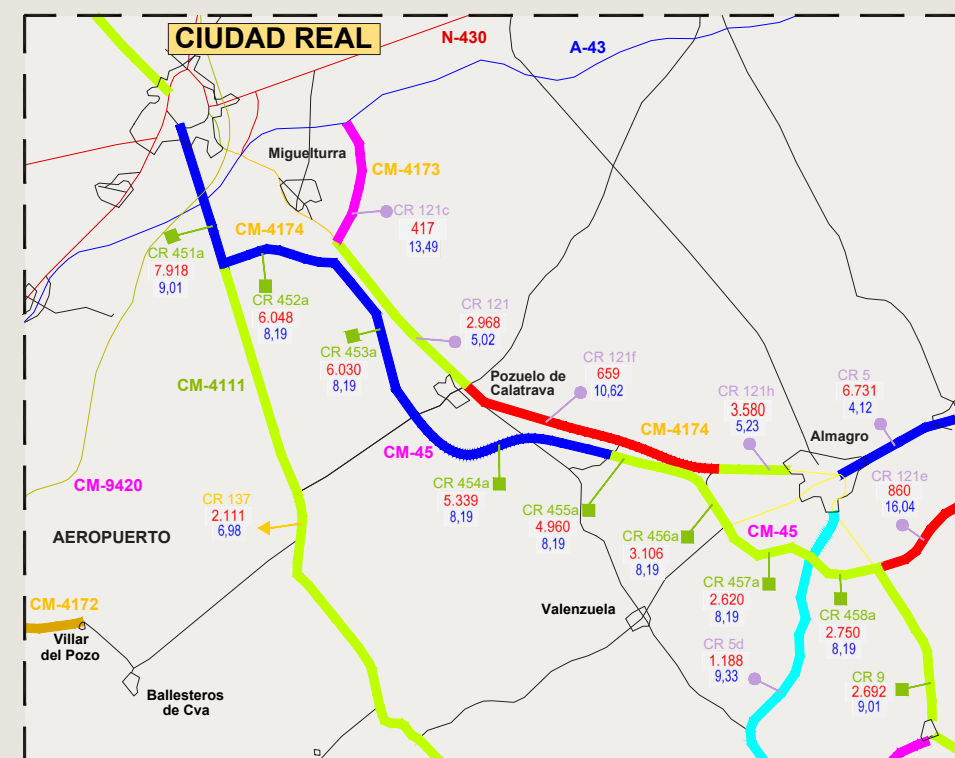 CIUDAD REAL
N-430
A-43
Miguelturra
CM-4173
CR 121c
417
13,49
CM-4174
CR 451a
7.918
9,01
CR 452a
6.048
8,19
CR 453a
6.030
8,19
CR 121
2.968
5,02
CM-4111
Pozuelo de
Calatrava
CR 121f
659
10,62
CM-4174
CR 121h
3.580
5,23
CR 5
6.731
4,12
Almagro
CM-45
CR 454a
5.339
8,19
CR 121e
860
16,04
CM-9420
CR 137
2.111
6,98
AEROPUERTO
CR 455a
4.960
8,19
CR 456a
3.106
8,19
CM-45
CR 457a
2.620
8,19
CR 458a
2.750
8,19
CM-4172
Villar
del Pozo
Valenzuela
CR 5d
1.188
9,33
CR 9
2.692
9,01
Ballesteros
de Cva